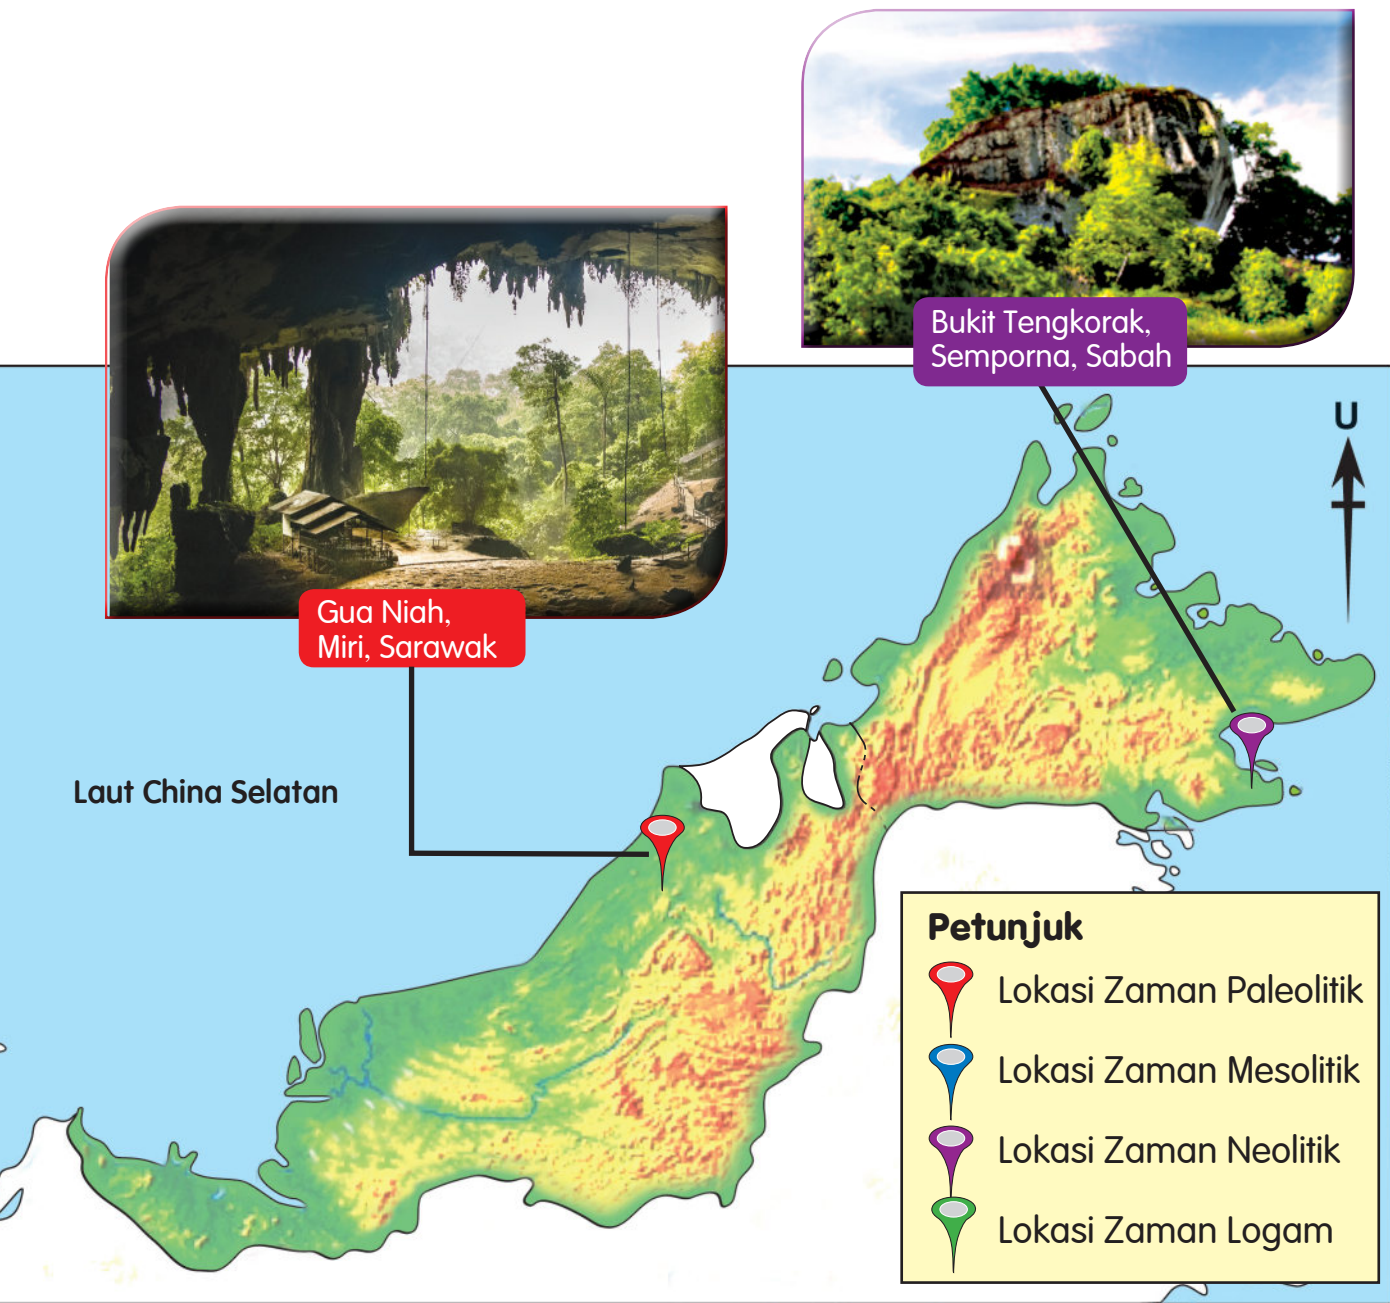 Bukit Tengkorak,
Semporna, Sabah
U
Gua Niah,
Miri, Sarawak
Laut China Selatan
Petunjuk
Lokasi Zaman Paleolitik
Lokasi Zaman Mesolitik
Lokasi Zaman Neolitik
Lokasi Zaman Logam